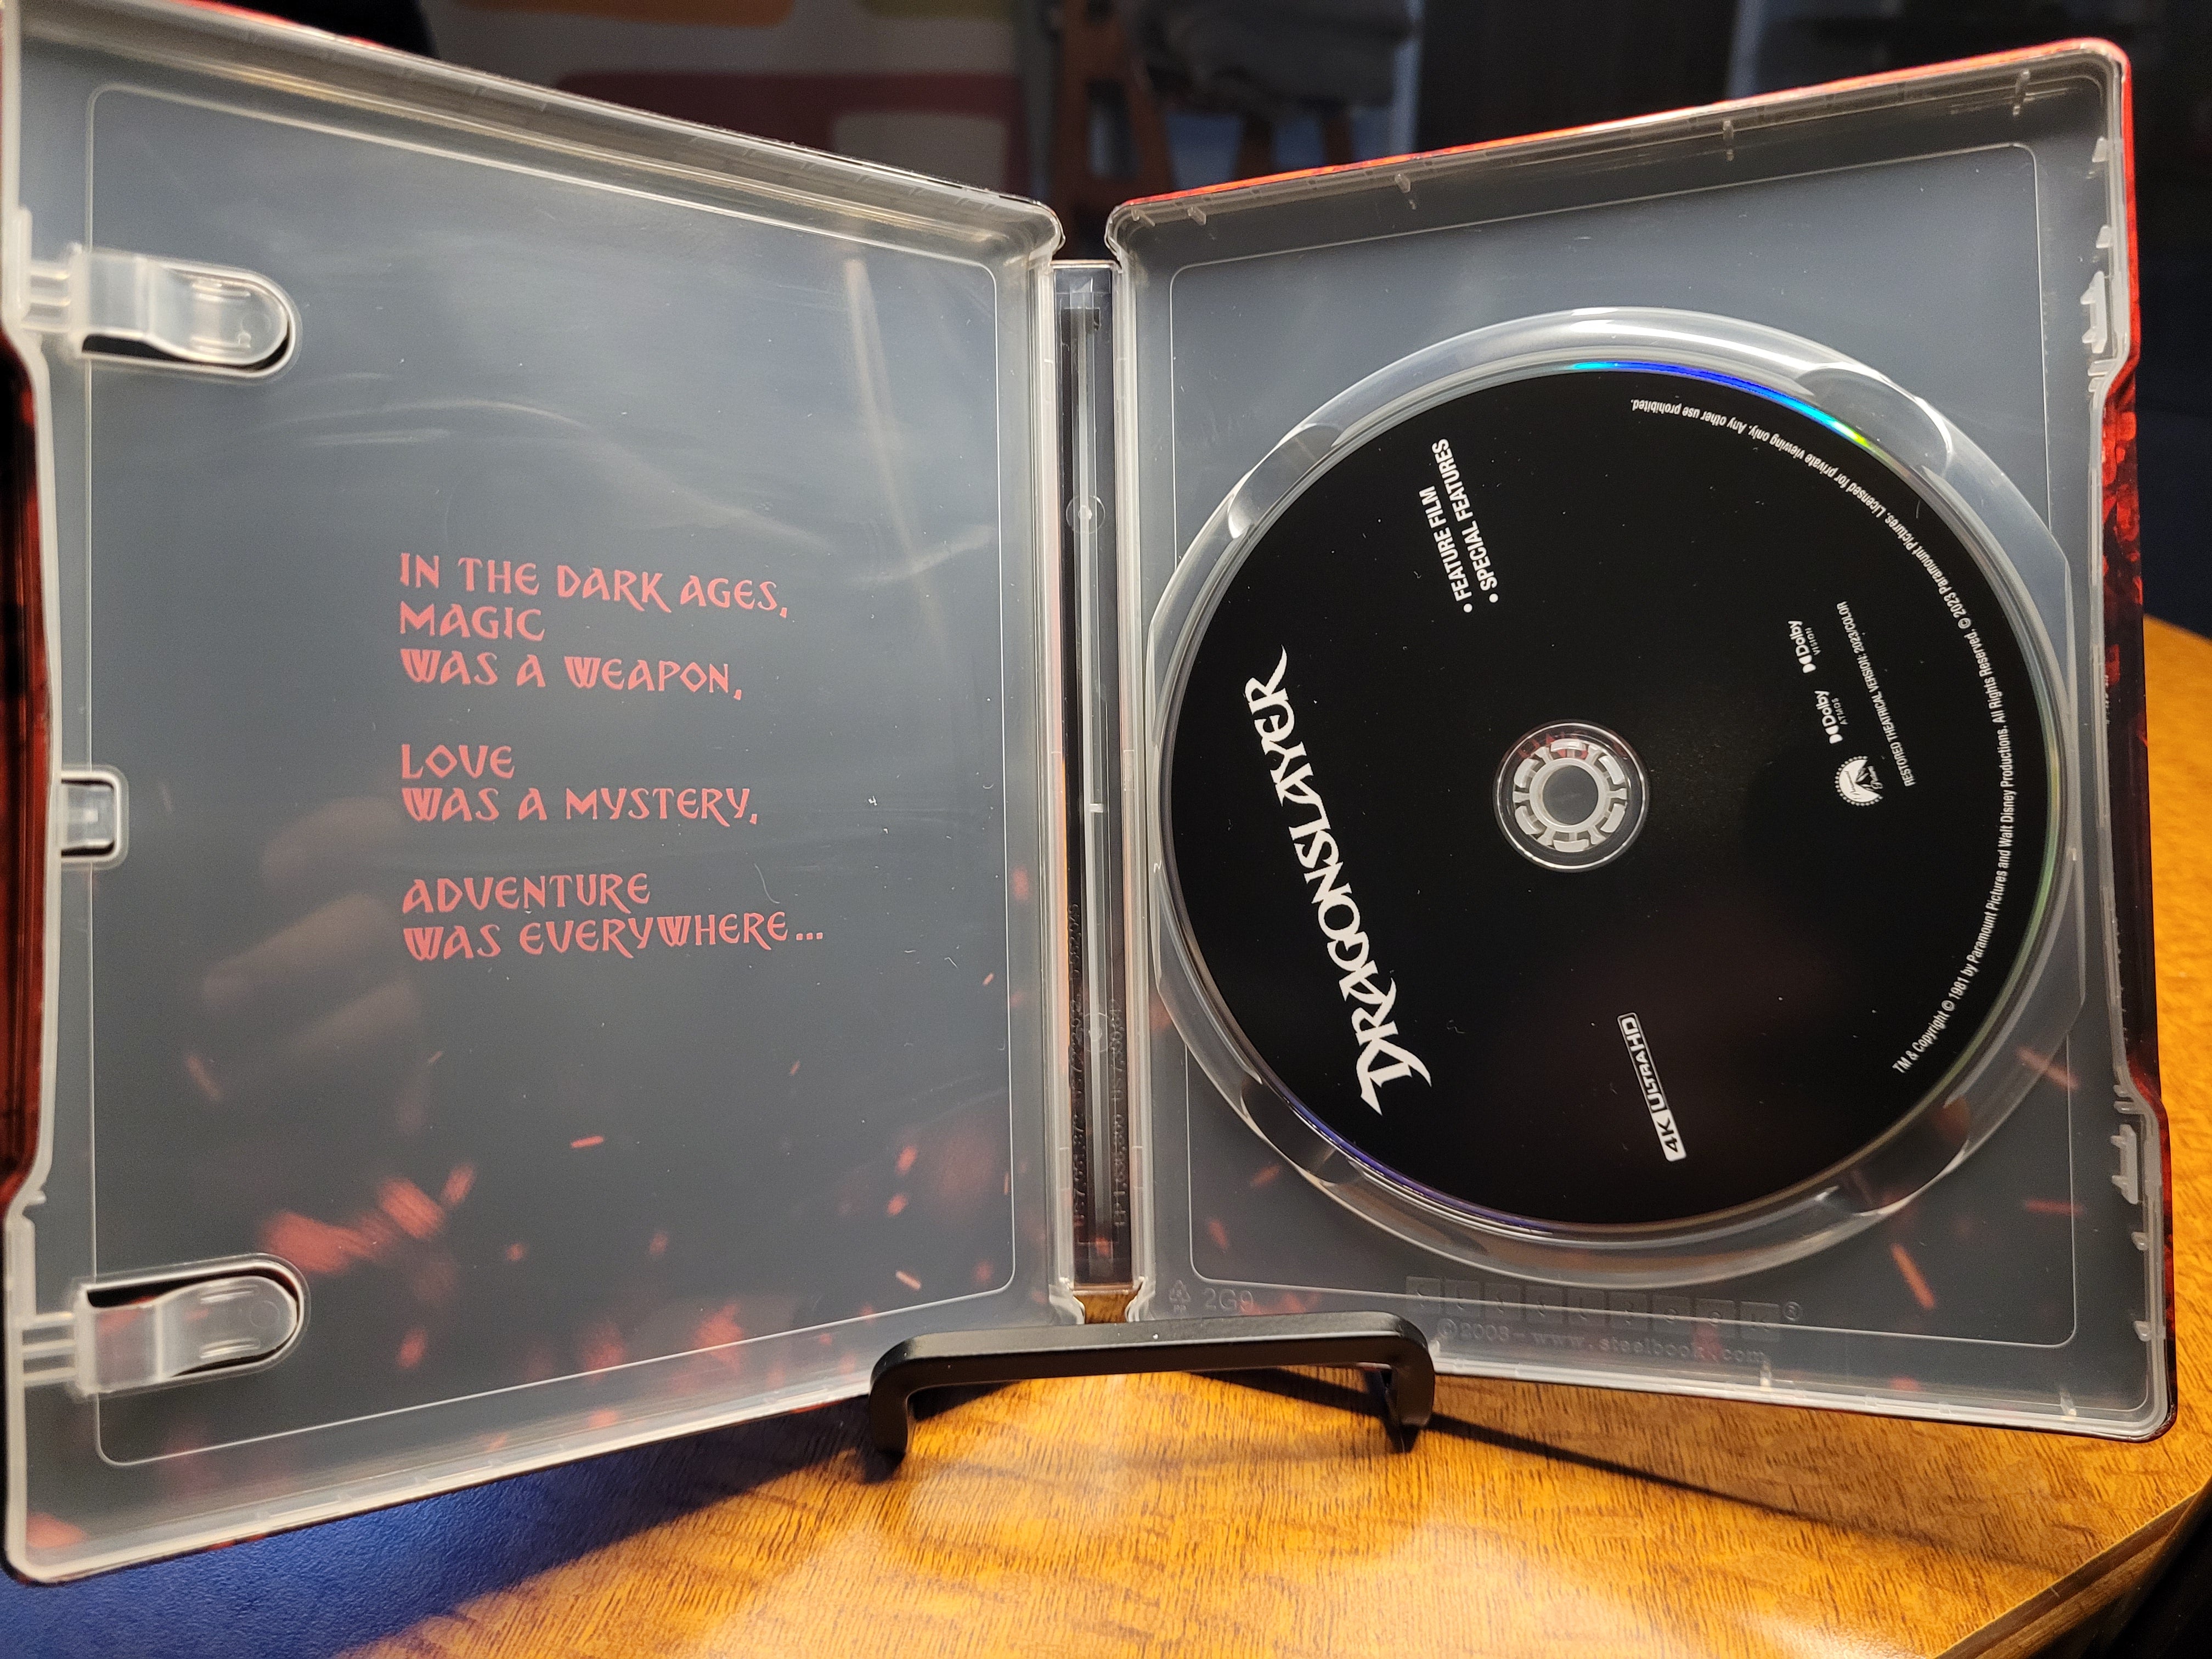 IN THE DARK AGES,
MAGIC
WAS A WEAPON,
LOVE
WAS A MYSTERY,
ADVENTURE
WAS EVERYWHERE...
DRAGONSLAYER
• FEATURE FILM
• SPECIAL FEATURES
4K ULTRA HD
Dolby
ATMOS
Dolby
VISION
RESTORED THEATRICAL VERSION: 2023/COLOR
TM & Copyright © 1981 by Paramount Pictures and Walt Disney Productions. All Rights Reserved. © 2023 Paramount Pictures. Licensed for private viewing only. Any other use prohibited.
PP
2G9
STEELBOOK®
©2008 - www.steelbook.com